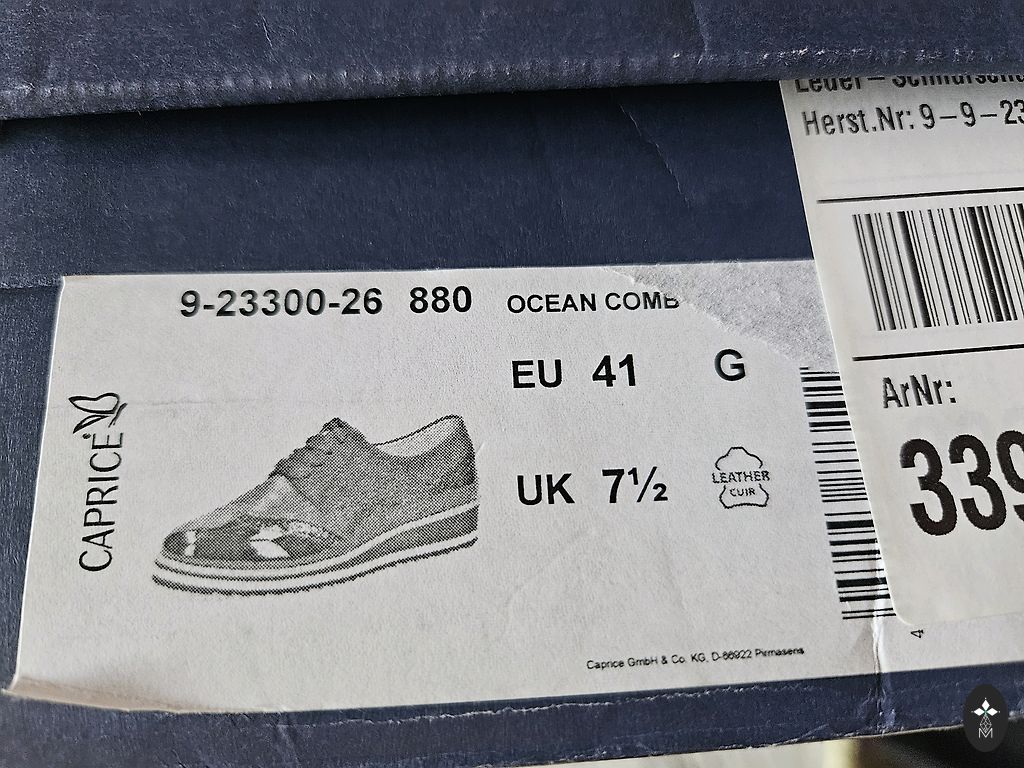 Herst.Nr: 9-9-23
9-23300-26 880 OCEAN COMB
EU 41 G
CAPRICE
UK 7½
LEATHER
CUIR
ArNr:
339
Caprice GmbH & Co. KG, D-66922 Pirmasens
4
M